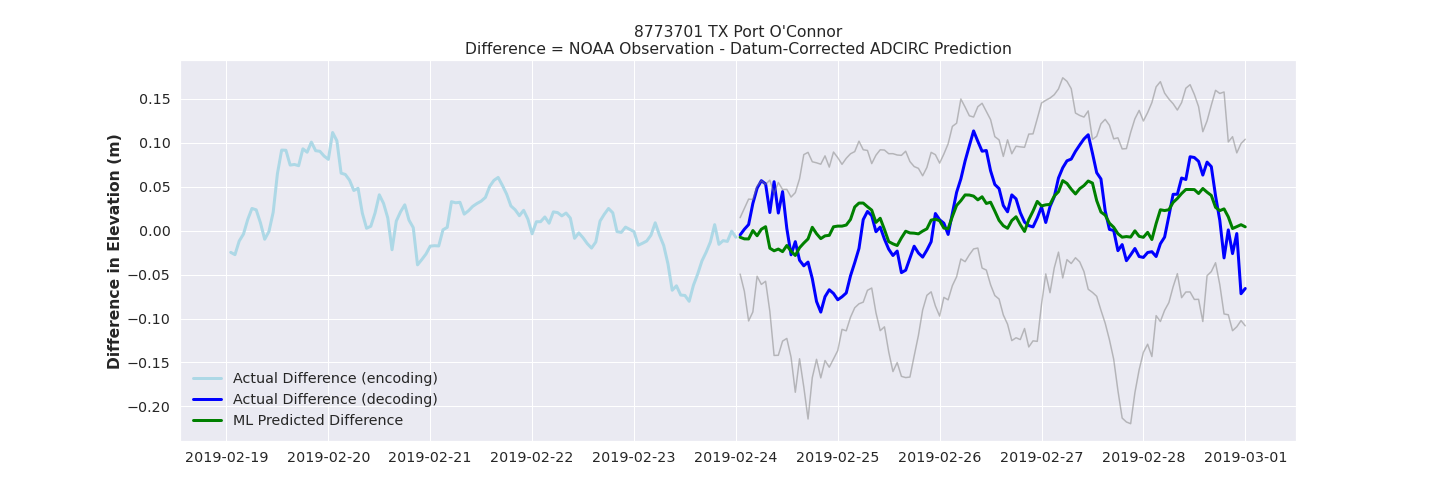 8773701 TX Port O'Connor
Difference = NOAA Observation - Datum-Corrected ADCIRC Prediction
Difference in Elevation (m)
0.15
0.10
0.05
0.00
−0.05
−0.10
−0.15
−0.20
Actual Difference (encoding)
Actual Difference (decoding)
ML Predicted Difference
2019-02-19 2019-02-20 2019-02-21 2019-02-22 2019-02-23 2019-02-24 2019-02-25 2019-02-26 2019-02-27 2019-02-28 2019-03-01